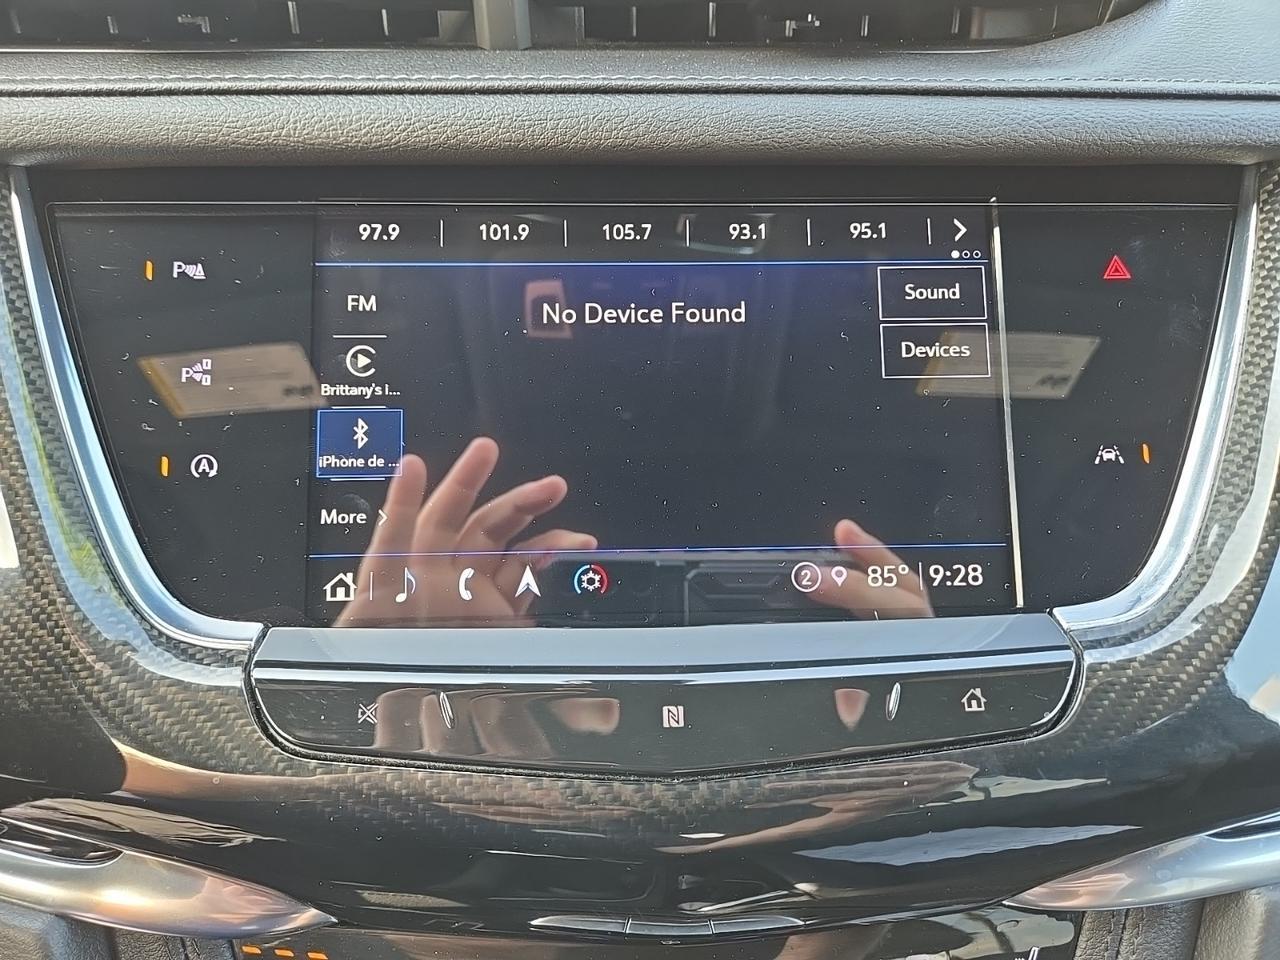 97.9 | 101.9 | 105.7 | 93.1 | 95.1
FM
No Device Found
Sound
Devices
Brittany's i...
iPhone de ...
More
2 85° 9:28
P
P
A
N